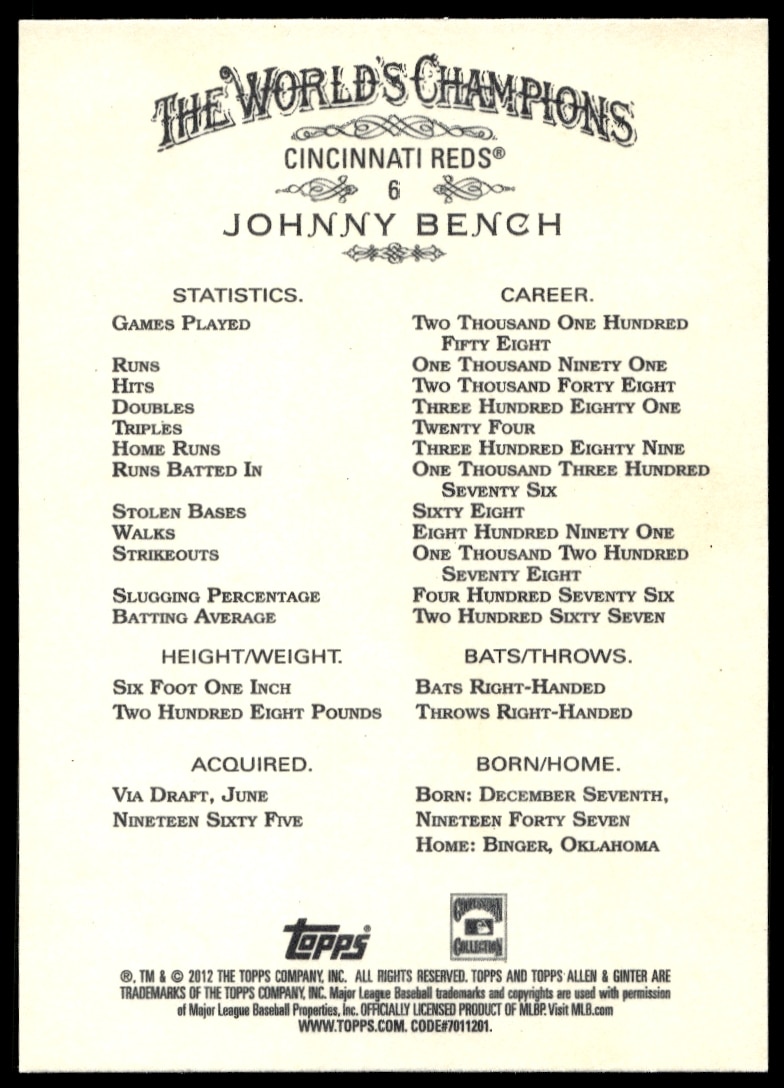 THE WORLD'S CHAMPIONS
CINCINNATI REDS®
6
JOHNNY BENCH
STATISTICS. CAREER.
GAMES PLAYED TWO THOUSAND ONE HUNDRED
FIFTY EIGHT
RUNS ONE THOUSAND NINETY ONE
HITS TWO THOUSAND FORTY EIGHT
DOUBLES THREE HUNDRED EIGHTY ONE
TRIPLES TWENTY FOUR
HOME RUNS THREE HUNDRED EIGHTY NINE
RUNS BATTED IN ONE THOUSAND THREE HUNDRED
SEVENTY SIX
STOLEN BASES SIXTY EIGHT
WALKS EIGHT HUNDRED NINETY ONE
STRIKEOUTS ONE THOUSAND TWO HUNDRED
SEVENTY EIGHT
SLUGGING PERCENTAGE FOUR HUNDRED SEVENTY SIX
BATTING AVERAGE TWO HUNDRED SIXTY SEVEN
HEIGHT/WEIGHT. BATS/THROWS.
SIX FOOT ONE INCH BATS RIGHT-HANDED
TWO HUNDRED EIGHT POUNDS THROWS RIGHT-HANDED
ACQUIRED. BORN/HOME.
VIA DRAFT, JUNE BORN: DECEMBER SEVENTH,
NINETEEN SIXTY FIVE NINETEEN FORTY SEVEN
HOME: BINGER, OKLAHOMA
topps
COOPERSTOWN
COLLECTION
®, TM & © 2012 THE TOPPS COMPANY, INC. ALL RIGHTS RESERVED. TOPPS AND TOPPS ALLEN & GINTER ARE
TRADEMARKS OF THE TOPPS COMPANY, INC. Major League Baseball trademarks and copyrights are used with permission
of Major League Baseball Properties, Inc. OFFICIALLY LICENSED PRODUCT OF MLBP. Visit MLB.com
WWW.TOPPS.COM. CODE#7011201.